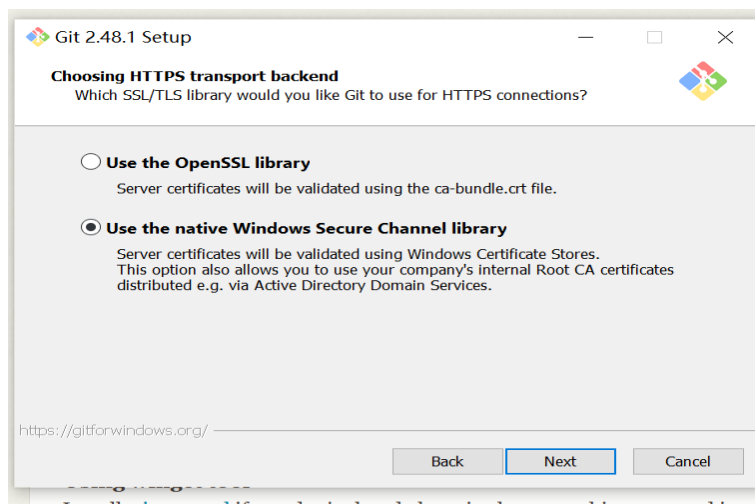 Git 2.48.1 Setup
Choosing HTTPS transport backend
Which SSL/TLS library would you like Git to use for HTTPS connections?
Use the OpenSSL library
Server certificates will be validated using the ca-bundle.crt file.
Use the native Windows Secure Channel library
Server certificates will be validated using Windows Certificate Stores.
This option also allows you to use your company's internal Root CA certificates
distributed e.g. via Active Directory Domain Services.
https://gitforwindows.org/
Back
Next
Cancel